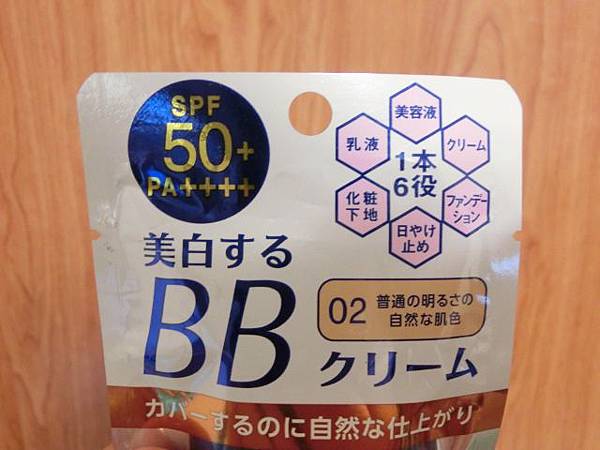 SPF
50+
PA++++
美容液
乳液
クリーム
1本
6役
化粧
下地
ファンデー
ション
日やけ
止め
美白する
BB
クリーム
02
普通の明るさの
自然な肌色
カバーするのに自然な仕上がり